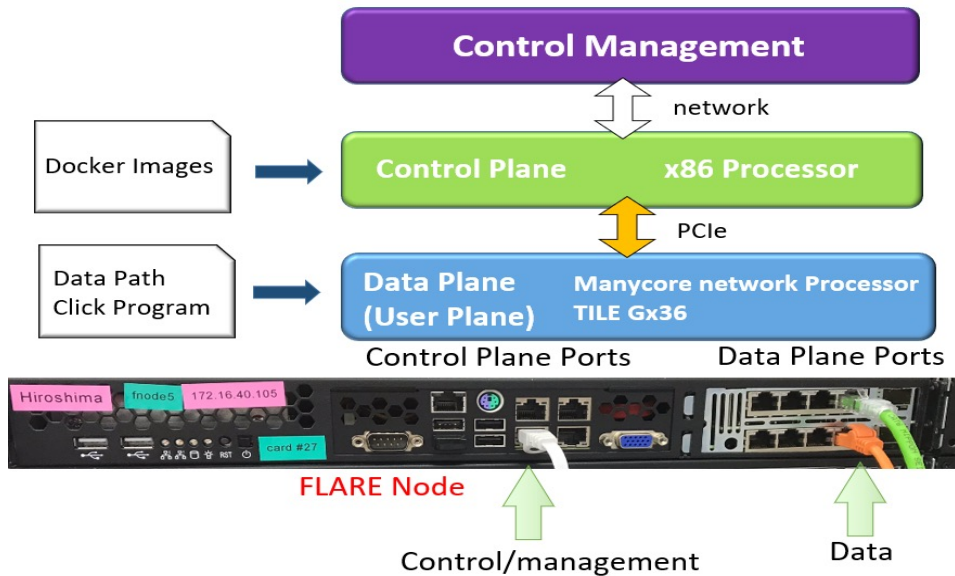 Control Management
network
Docker Images
Control Plane
x86 Processor
PCIe
Data Path
Click Program
Data Plane
(User Plane)
Manycore network Processor
TILE Gx36
Control Plane Ports
Data Plane Ports
Hiroshima
fnode5
172.16.40.105
card #27
RST
FLARE Node
Control/management
Data